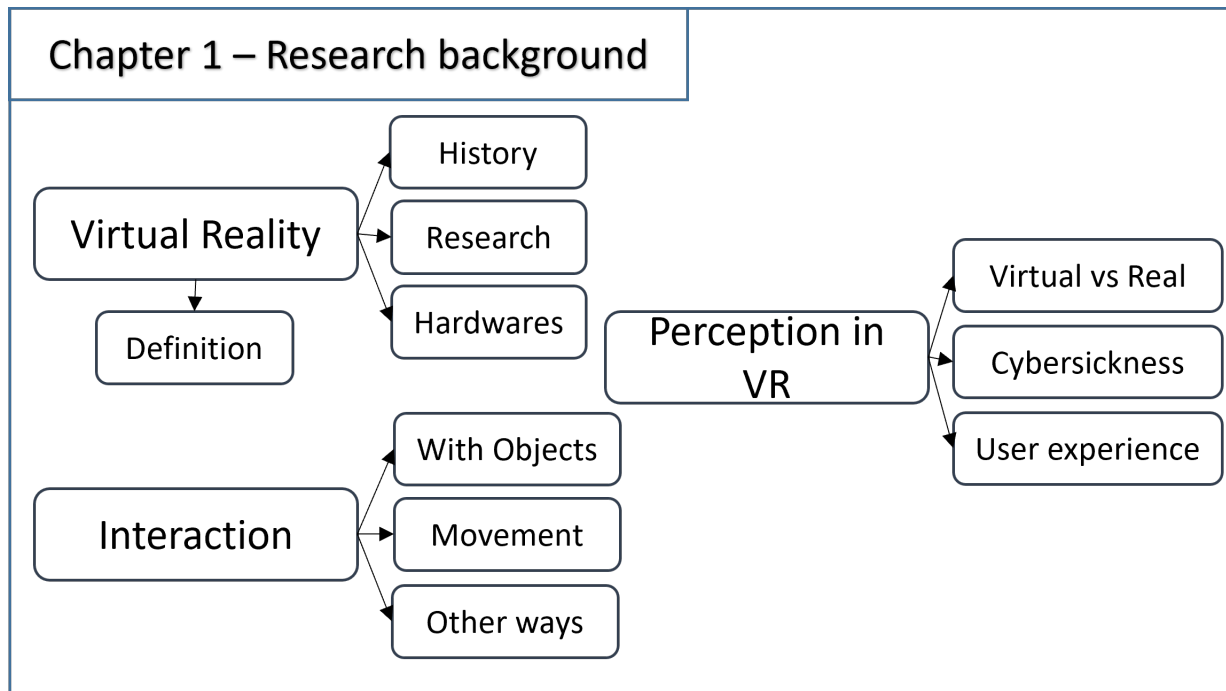 Chapter 1 – Research background
Virtual Reality
History
Research
Hardwares
Definition
Interaction
With Objects
Movement
Other ways
Perception in
VR
Virtual vs Real
Cybersickness
User experience